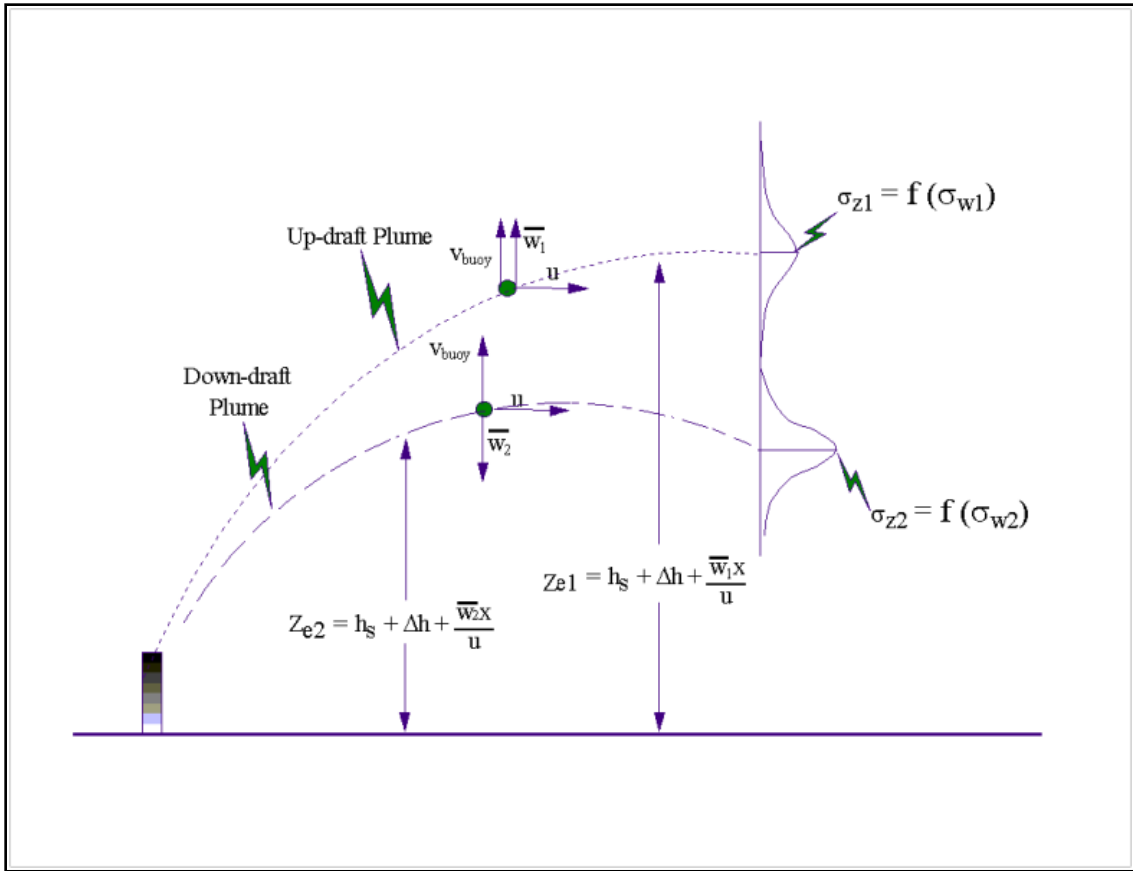 σz1 = f (σw1)
Up-draft Plume
vbuoy
w̅1
u
vbuoy
Down-draft
Plume
u
w̅2
σz2 = f (σw2)
Ze1 = hs + Δh + w̅1x
u
Ze2 = hs + Δh + w̅2x
u